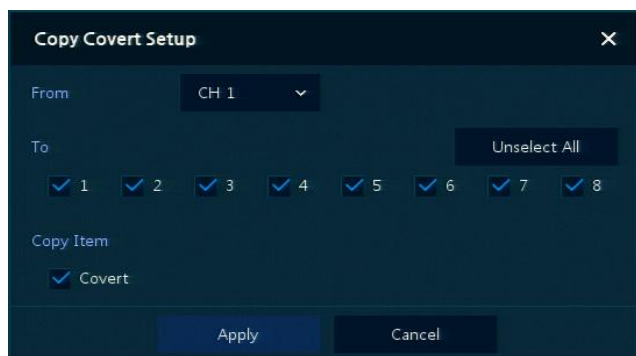 Copy Covert Setup
From CH 1
To Unselect All
1 2 3 4 5 6 7 8
Copy Item
Covert
Apply Cancel